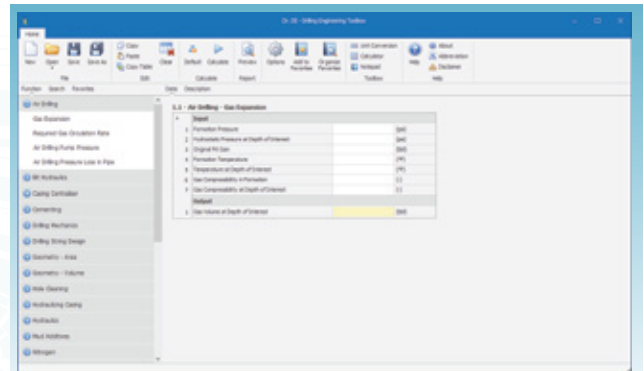 Dr. DE - Drilling Engineering Toolbox
Home
New Open Save Save As
Copy
Paste
Copy Table
Clear Default Calculate Preview Options Add to Favorites Organize Favorites
Unit Conversion
Calculator
Notepad
Help
About
Abbreviation
Disclaimer
File Edit Calculate Report Toolbox Help
Function Search Favorites
Data Description
Air Drilling
Gas Expansion
Required Gas Circulation Rate
Air Drilling Pump Pressure
Air Drilling Pressure Loss in Pipe
Bit Hydraulics
Casing Centralizer
Cementing
Drilling Mechanics
Drilling String Design
Geometry - Area
Geometry - Volume
Hole Cleaning
Hydraulicing Casing
Hydraulics
Mud Additives
Nitrogen
1.1 - Air Drilling - Gas Expansion
Input
1 Formation Pressure (psi)
2 Hydrostatic Pressure at Depth of Interest (psi)
3 Original Pit Gain (bbl)
4 Formation Temperature (°F)
5 Temperature at Depth of Interest (°F)
6 Gas Compressibility in Formation (-)
7 Gas Compressibility at Depth of Interest (-)
Output
1 Gas Volume at Depth of Interest (bbl)